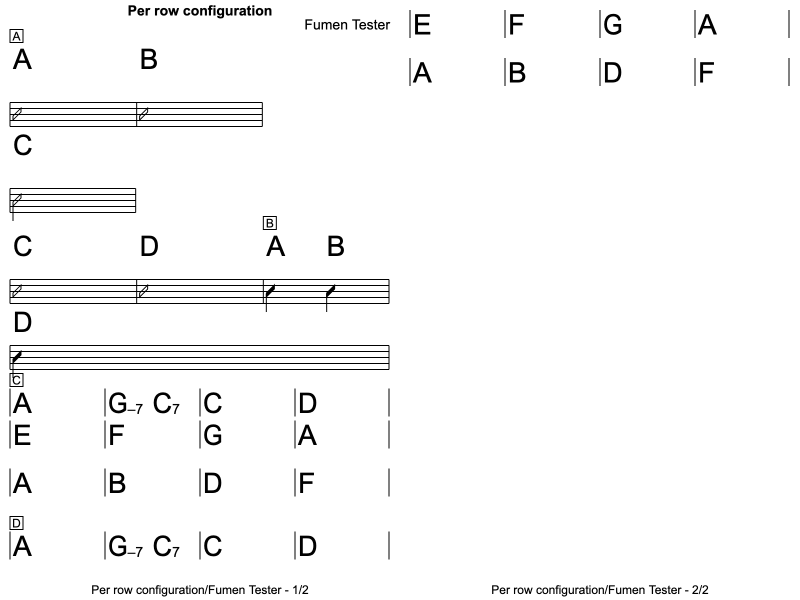 Per row configuration
Fumen Tester
A
A B
C
B
C D A B
D
C
A G–7 C7 C D
E F G A
A B D F
D
A G–7 C7 C D
Per row configuration/Fumen Tester - 1/2
E F G A
A B D F
Per row configuration/Fumen Tester - 2/2